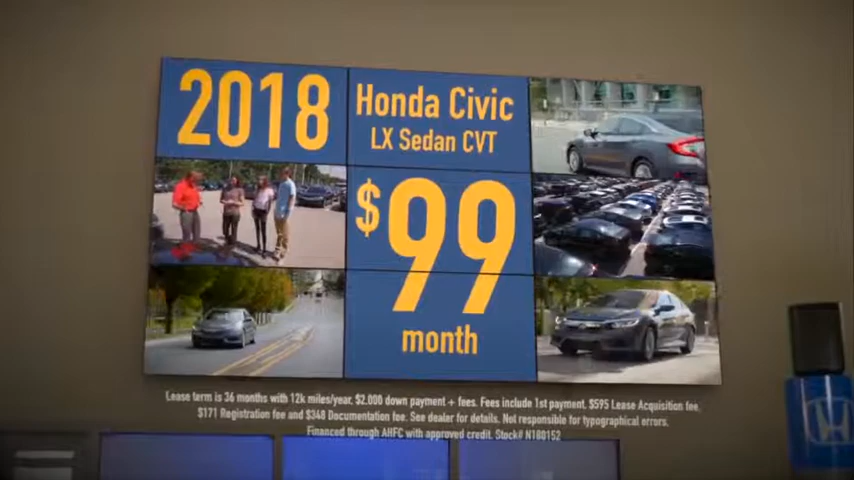 2018
Honda Civic
LX Sedan CVT
$99
month
Lease term is 36 months with 12k miles/year, $2,000 down payment + fees. Fees include 1st payment, $595 Lease Acquisition fee,
$171 Registration fee and $348 Documentation fee. See dealer for details. Not responsible for typographical errors.
Financed through AHFC with approved credit. Stock# N180152